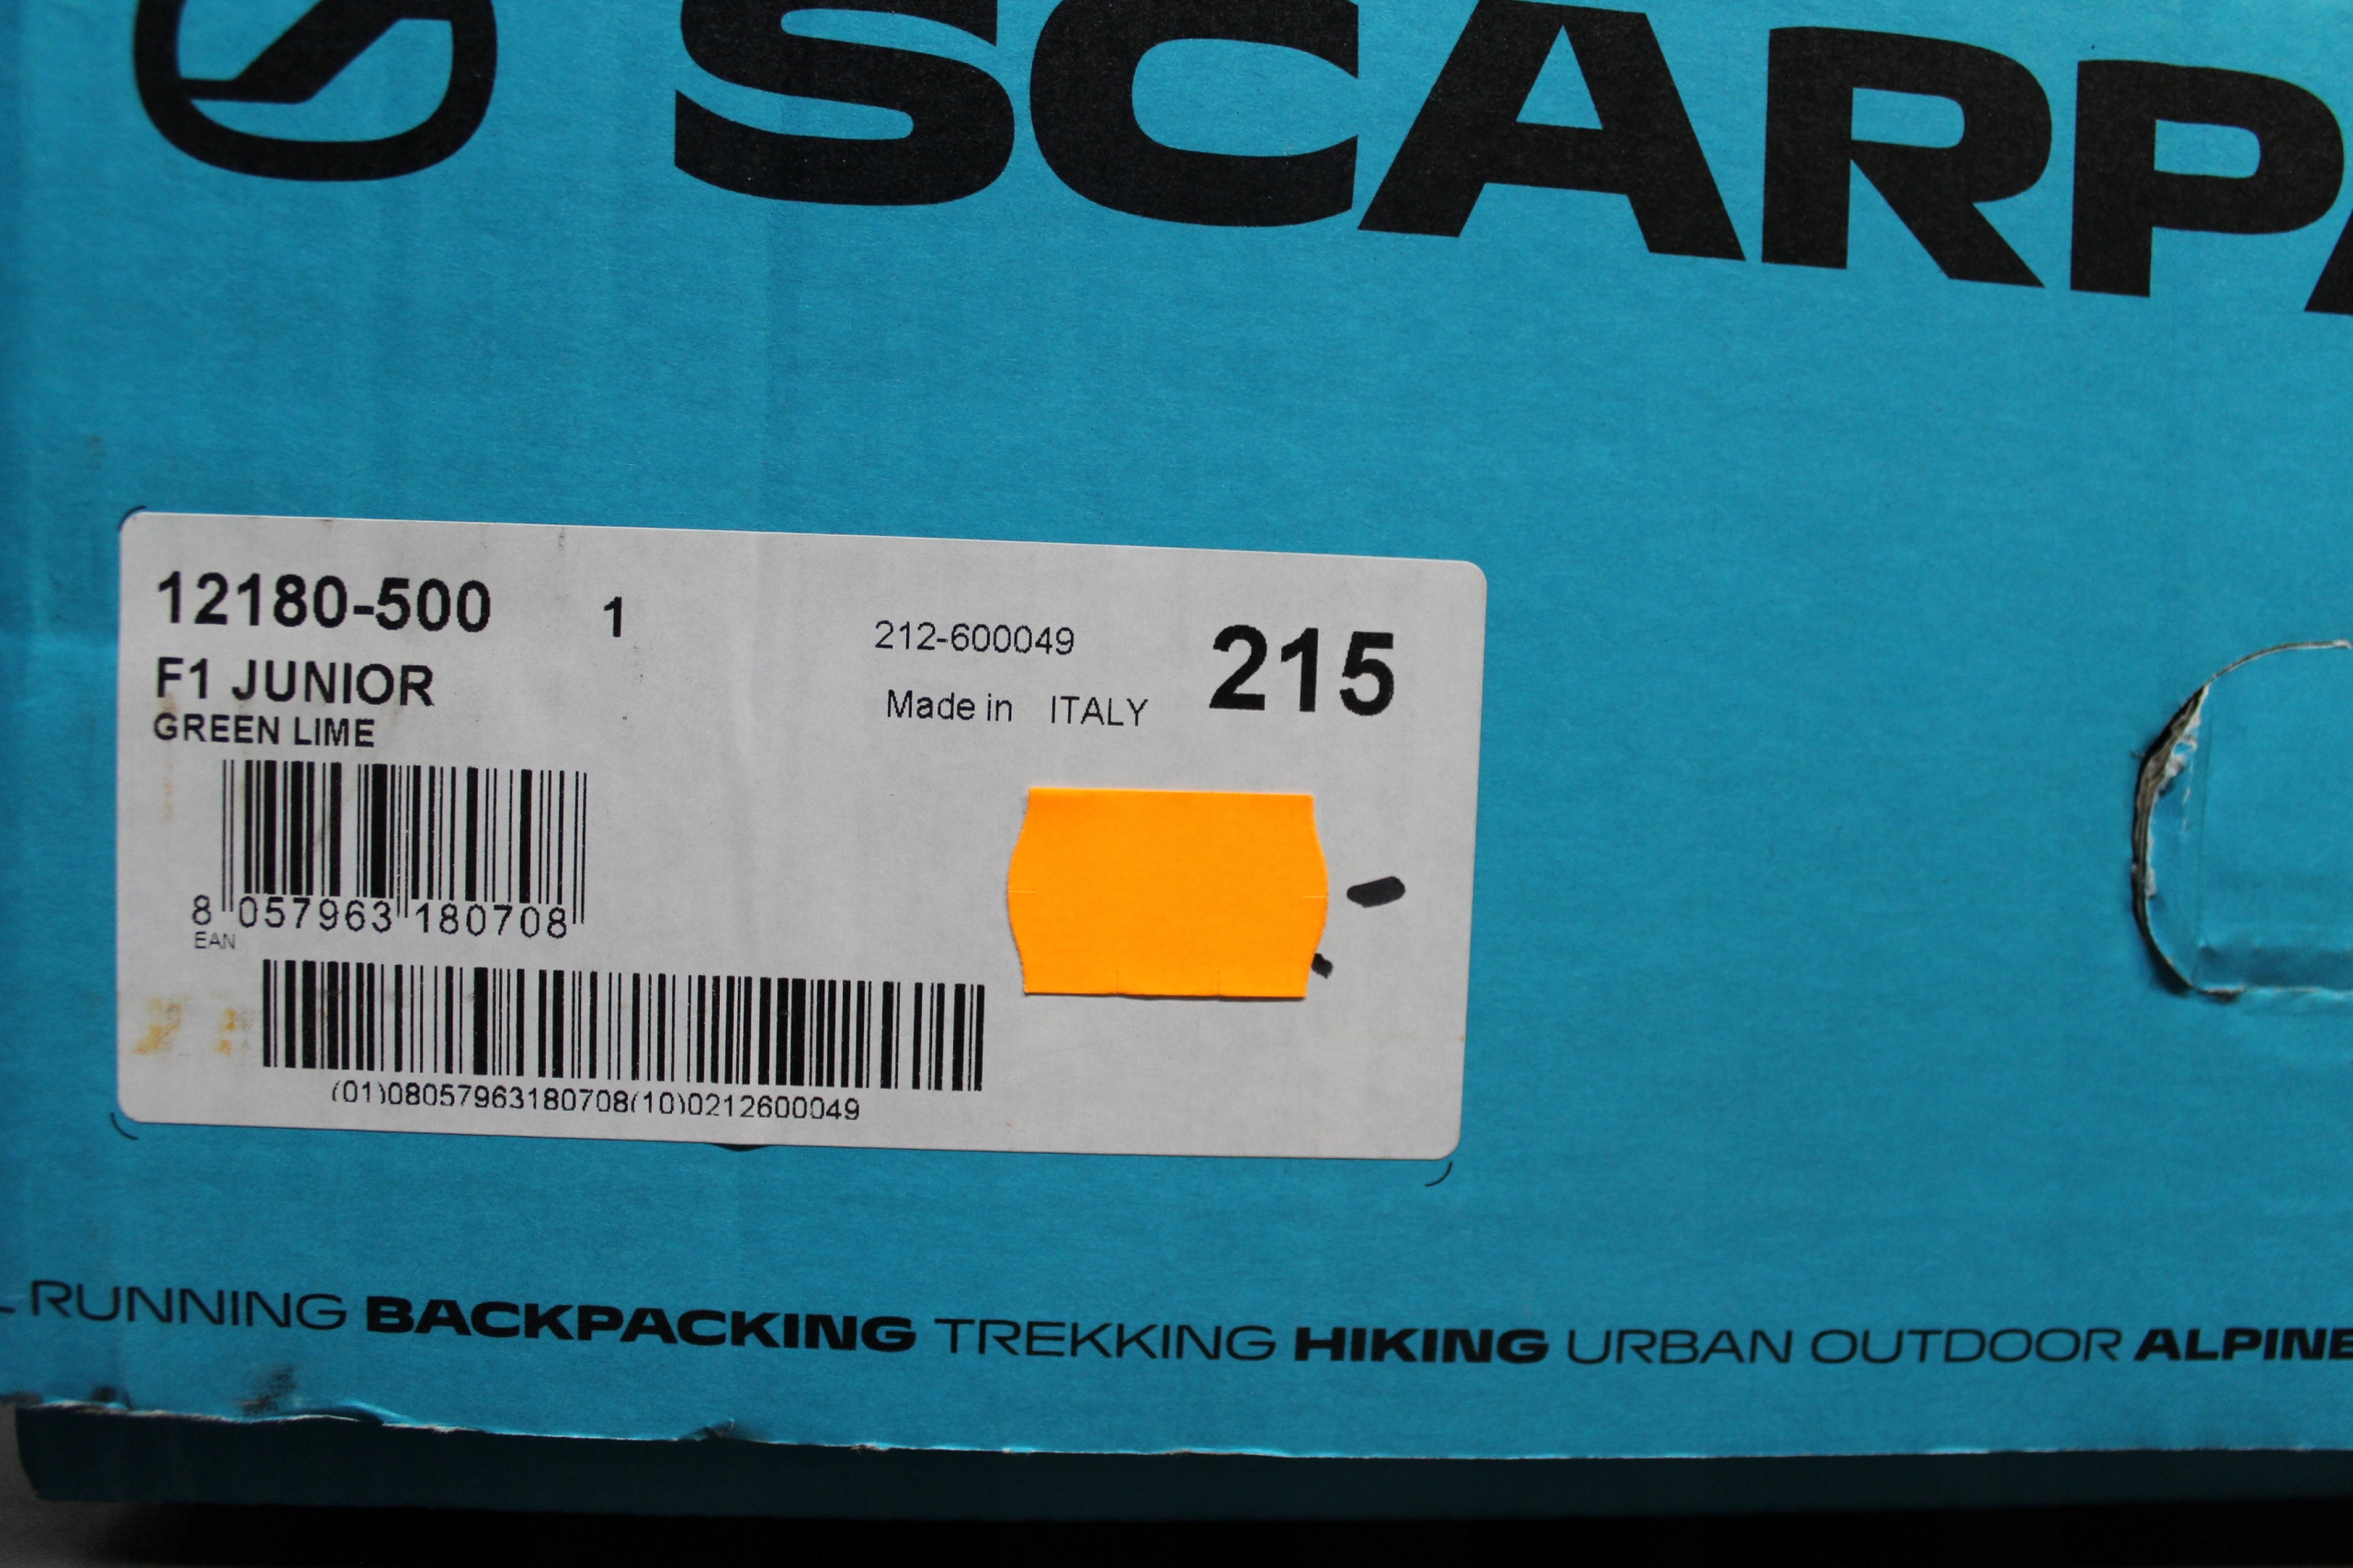 SCARPA
12180-500 1
212-600049 215
F1 JUNIOR
Made in ITALY
GREEN LIME
8 057963 180708
EAN
(01)08057963180708(10)0212600049
RUNNING BACKPACKING TREKKING HIKING URBAN OUTDOOR ALPINE